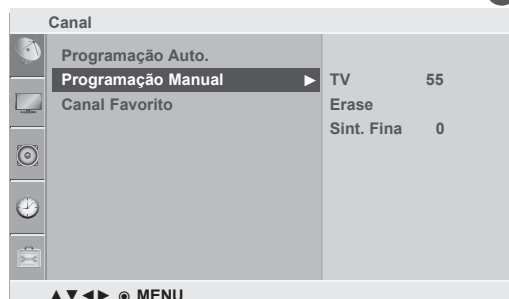 Canal
Programação Auto.
Programação Manual ► TV 55
Canal Favorito Erase
Sint. Fina 0
▲▼◄► ◉ MENU